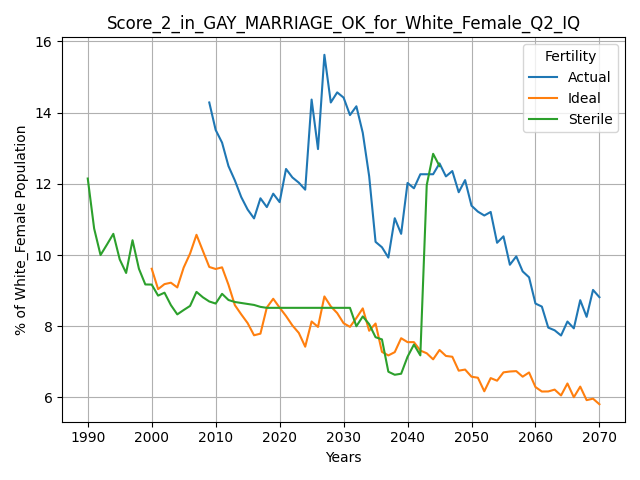 Score_2_in_GAY_MARRIAGE_OK_for_White_Female_Q2_IQ
% of White_Female Population
16
14
12
10
8
6
Fertility
Actual
Ideal
Sterile
1990 2000 2010 2020 2030 2040 2050 2060 2070
Years